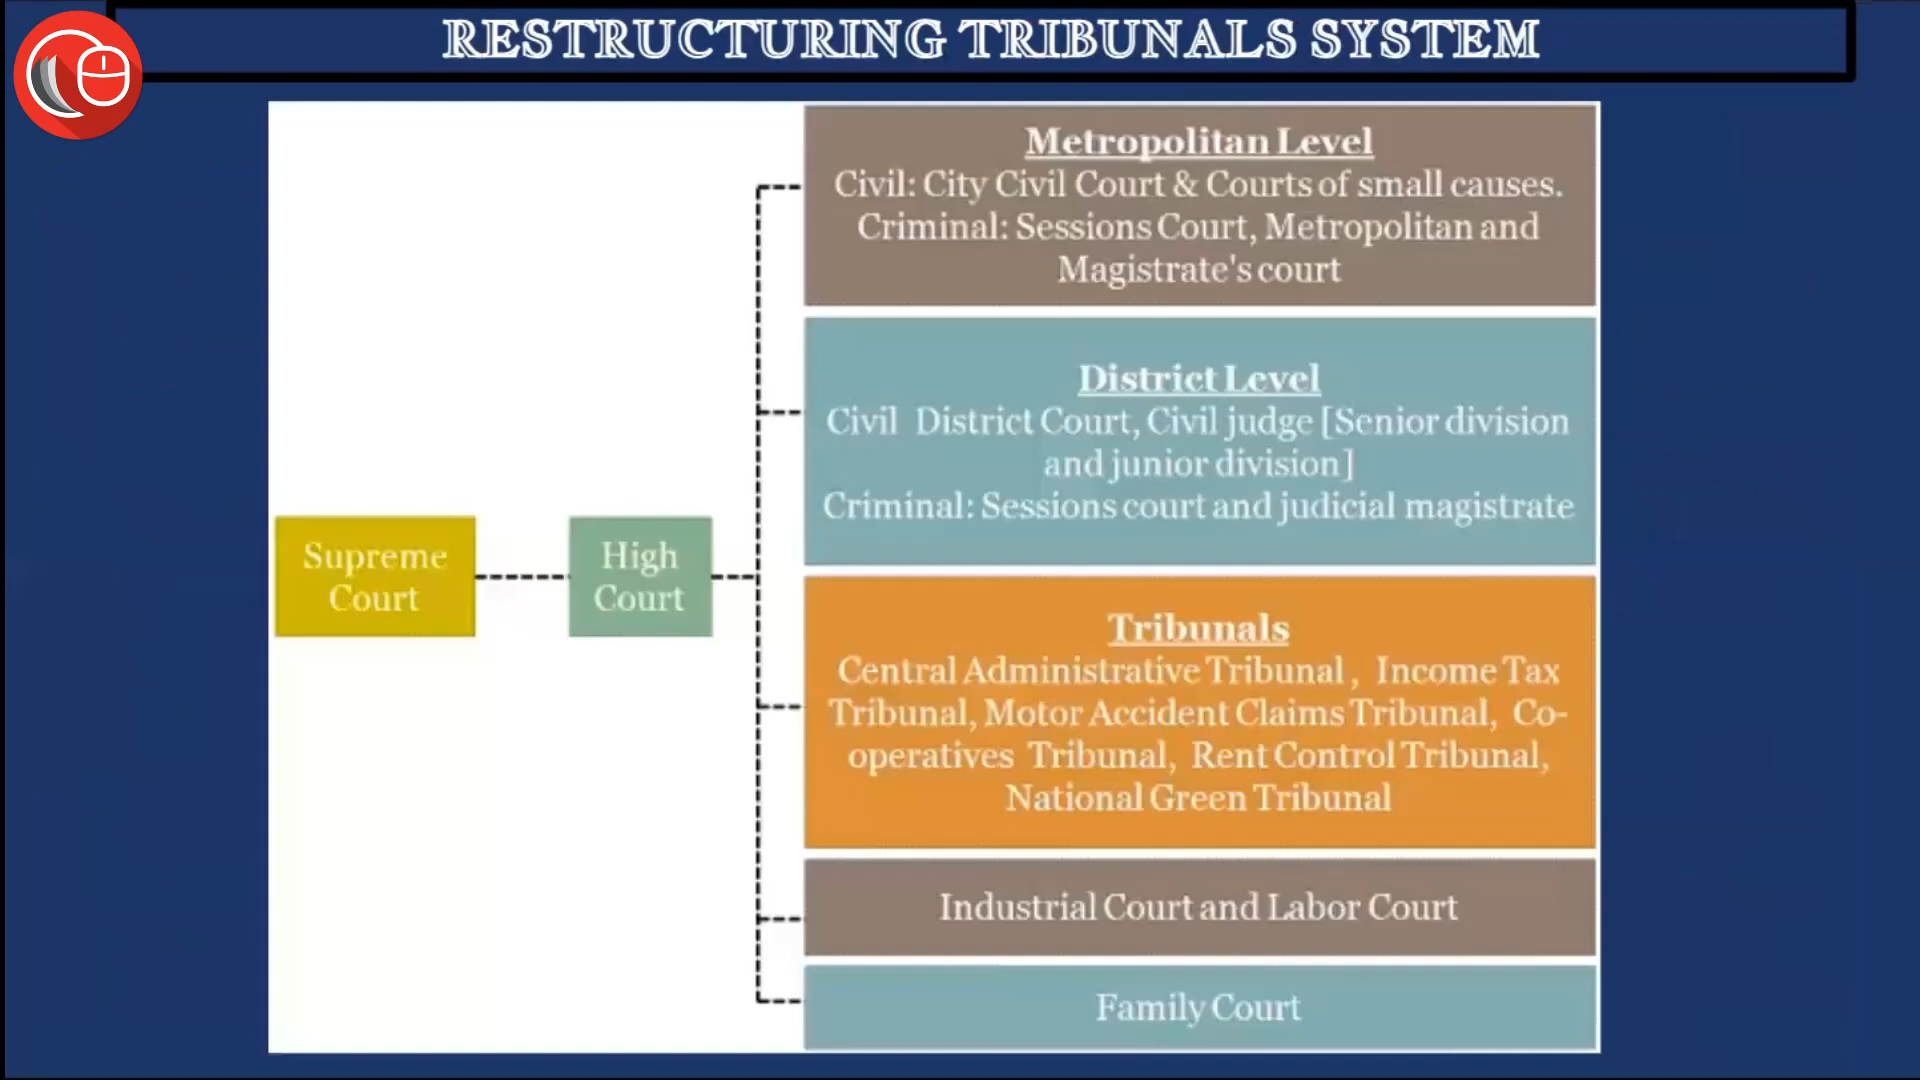 RESTRUCTURING TRIBUNALS SYSTEM
Supreme
Court
High
Court
Metropolitan Level
Civil: City Civil Court & Courts of small causes.
Criminal: Sessions Court, Metropolitan and
Magistrate's court
District Level
Civil District Court, Civil judge [Senior division
and junior division]
Criminal: Sessions court and judicial magistrate
Tribunals
Central Administrative Tribunal , Income Tax
Tribunal, Motor Accident Claims Tribunal, Co-
operatives Tribunal, Rent Control Tribunal,
National Green Tribunal
Industrial Court and Labor Court
Family Court